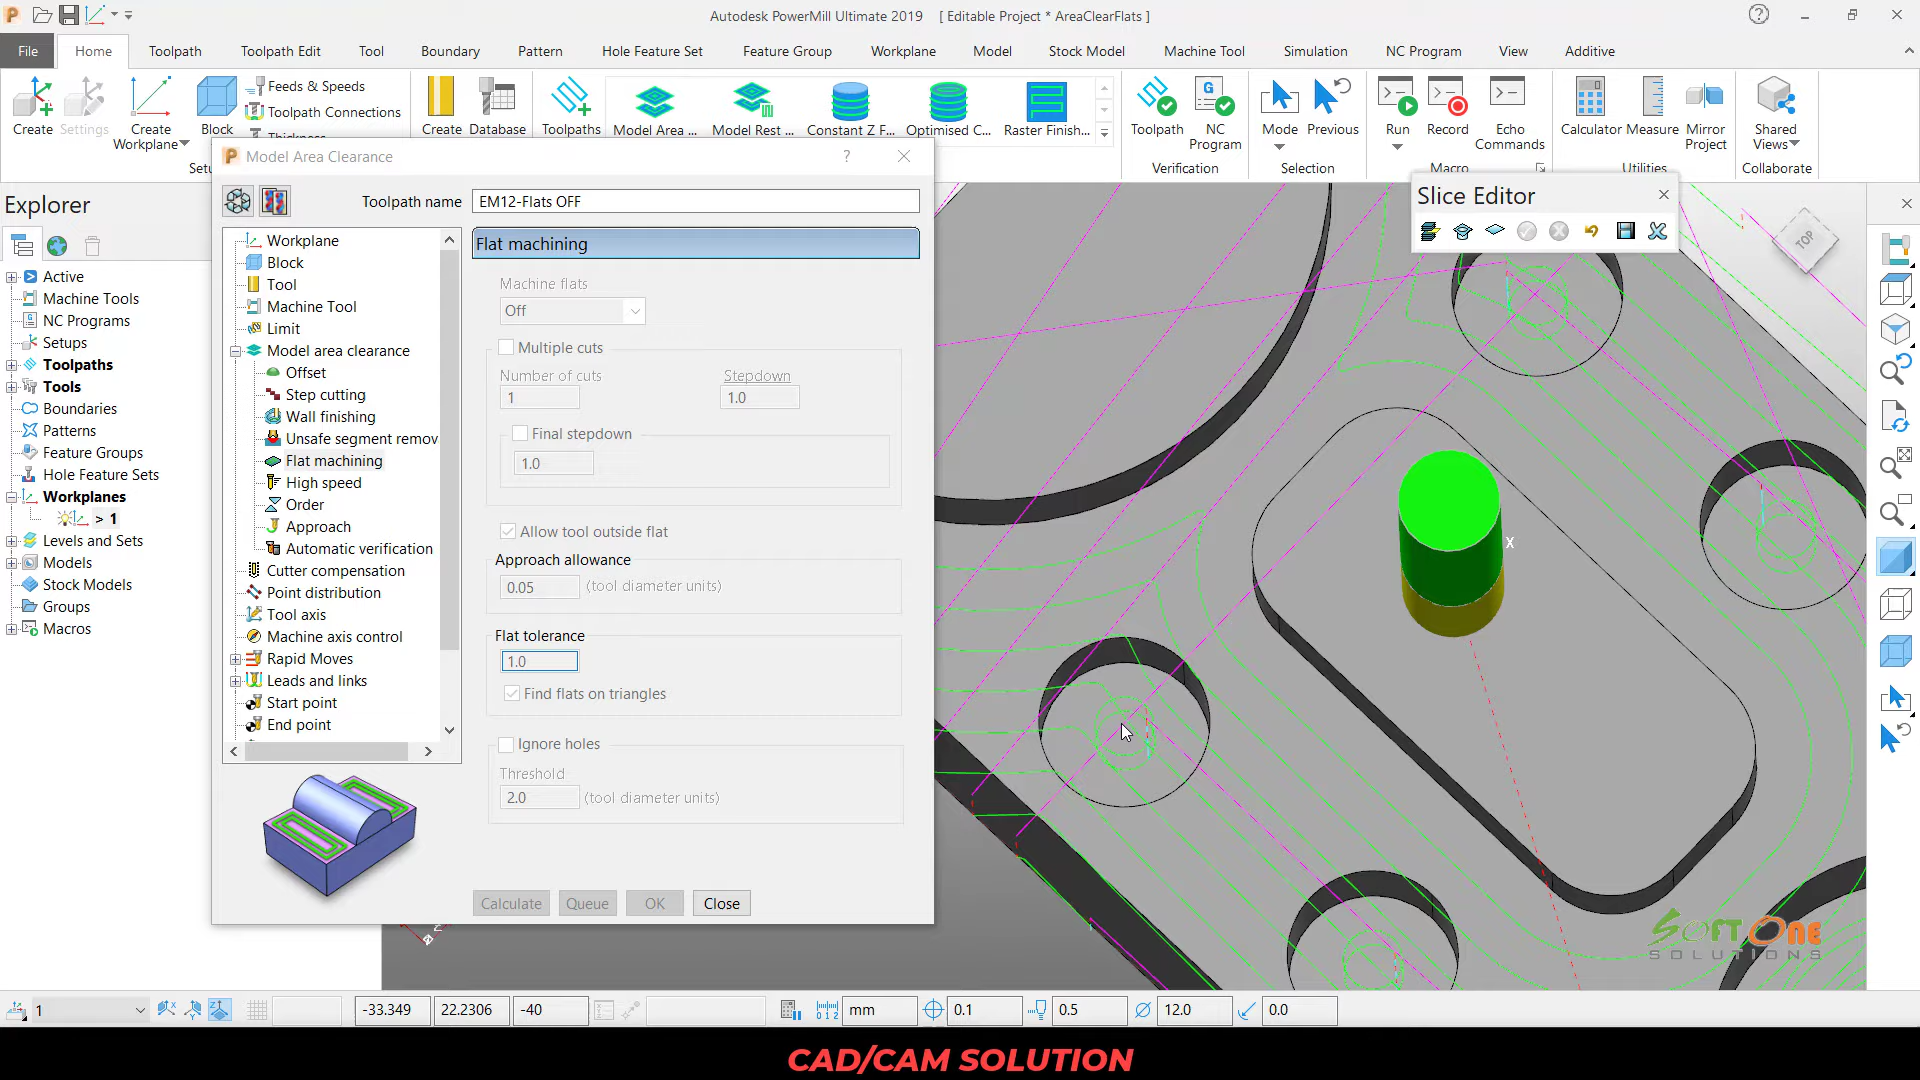 Autodesk PowerMill Ultimate 2019 [ Editable Project * AreaClearFlats ]
File Home Toolpath Toolpath Edit Tool Boundary Pattern Hole Feature Set Feature Group Workplane Model Stock Model Machine Tool Simulation NC Program View Additive
Create
Settings
Create Workplane
Block
Feeds & Speeds
Toolpath Connections
Thickness
Create
Database
Toolpaths
Model Area ...
Model Rest ...
Constant Z F...
Optimised C...
Raster Finish...
Toolpath
NC Program
Verification
Mode
Previous
Selection
Run
Record
Echo Commands
Macro
Calculator
Measure
Mirror Project
Utilities
Shared Views
Collaborate
Setu
Explorer
Active
Machine Tools
NC Programs
Setups
Toolpaths
Tools
Boundaries
Patterns
Feature Groups
Hole Feature Sets
Workplanes
> 1
Levels and Sets
Models
Stock Models
Groups
Macros
Model Area Clearance
?
Toolpath name EM12-Flats OFF
Workplane
Block
Tool
Machine Tool
Limit
Model area clearance
Offset
Step cutting
Wall finishing
Unsafe segment remov
Flat machining
High speed
Order
Approach
Automatic verification
Cutter compensation
Point distribution
Tool axis
Machine axis control
Rapid Moves
Leads and links
Start point
End point
Flat machining
Machine flats
Off
Multiple cuts
Number of cuts Stepdown
1 1.0
Final stepdown
1.0
Allow tool outside flat
Approach allowance
0.05 (tool diameter units)
Flat tolerance
1.0
Find flats on triangles
Ignore holes
Threshold
2.0 (tool diameter units)
Calculate Queue OK Close
Slice Editor
TOP
X
SOFTONE
SOLUTIONS
1 -33.349 22.2306 -40 mm 0.1 0.5 12.0 0.0
CAD/CAM SOLUTION